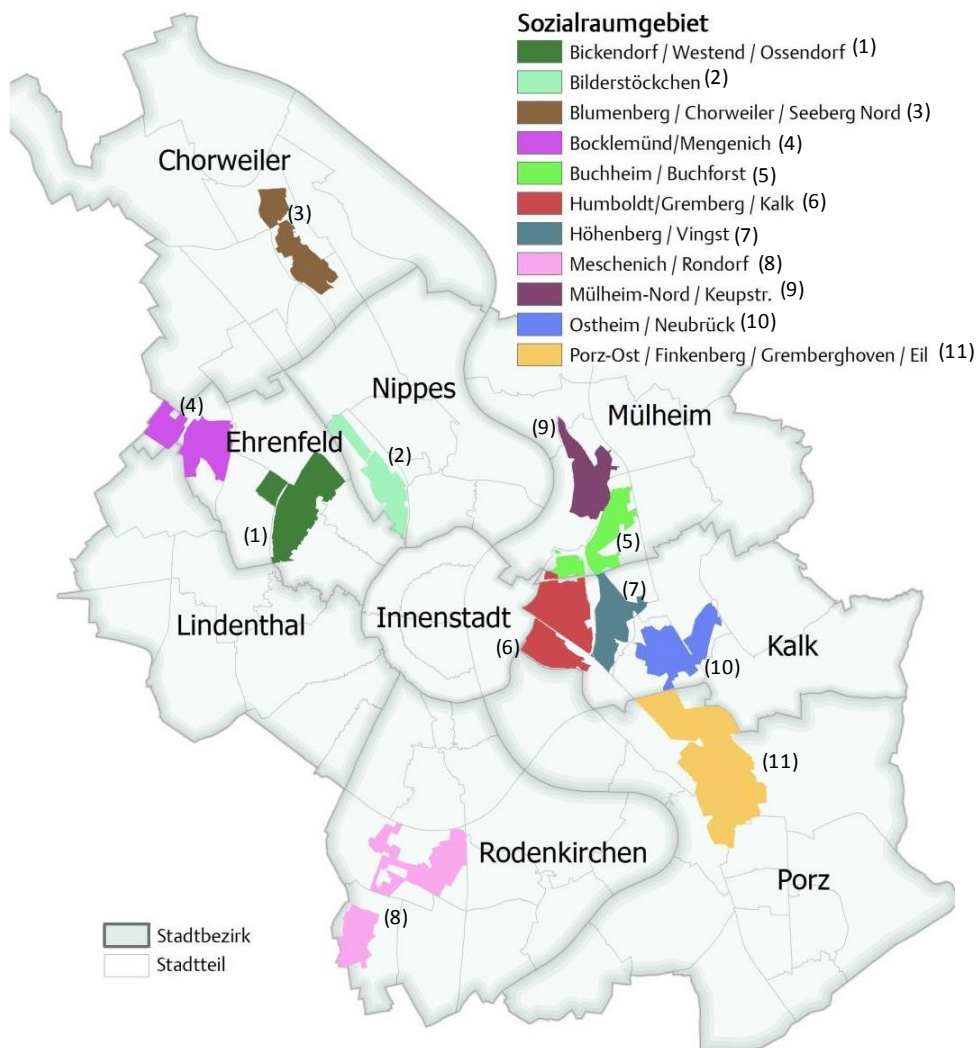 Sozialraumgebiet
Bickendorf / Westend / Ossendorf (1)
Bilderstöckchen (2)
Blumenberg / Chorweiler / Seeberg Nord (3)
Bocklemünd/Mengenich (4)
Buchheim / Buchforst (5)
Humboldt/Gremberg / Kalk (6)
Höhenberg / Vingst (7)
Meschenich / Rondorf (8)
Mülheim-Nord / Keupstr. (9)
Ostheim / Neubrück (10)
Porz-Ost / Finkenberg / Gremberghoven / Eil (11)
Chorweiler
(3)
Nippes
(4)
Mülheim
Ehrenfeld
(9)
(2)
(1)
(5)
(7)
Lindenthal
Innenstadt
(6)
Kalk
(10)
(11)
Rodenkirchen
Porz
(8)
Stadtbezirk
Stadtteil